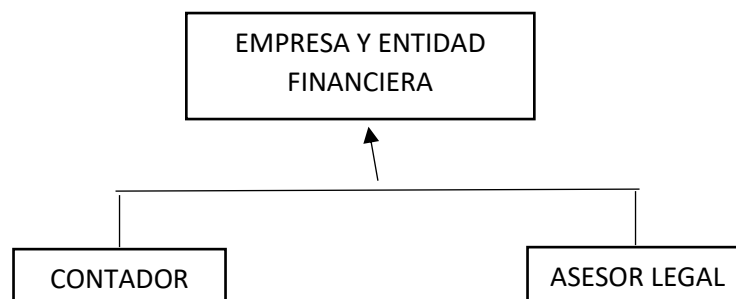 EMPRESA Y ENTIDAD
FINANCIERA
CONTADOR
ASESOR LEGAL